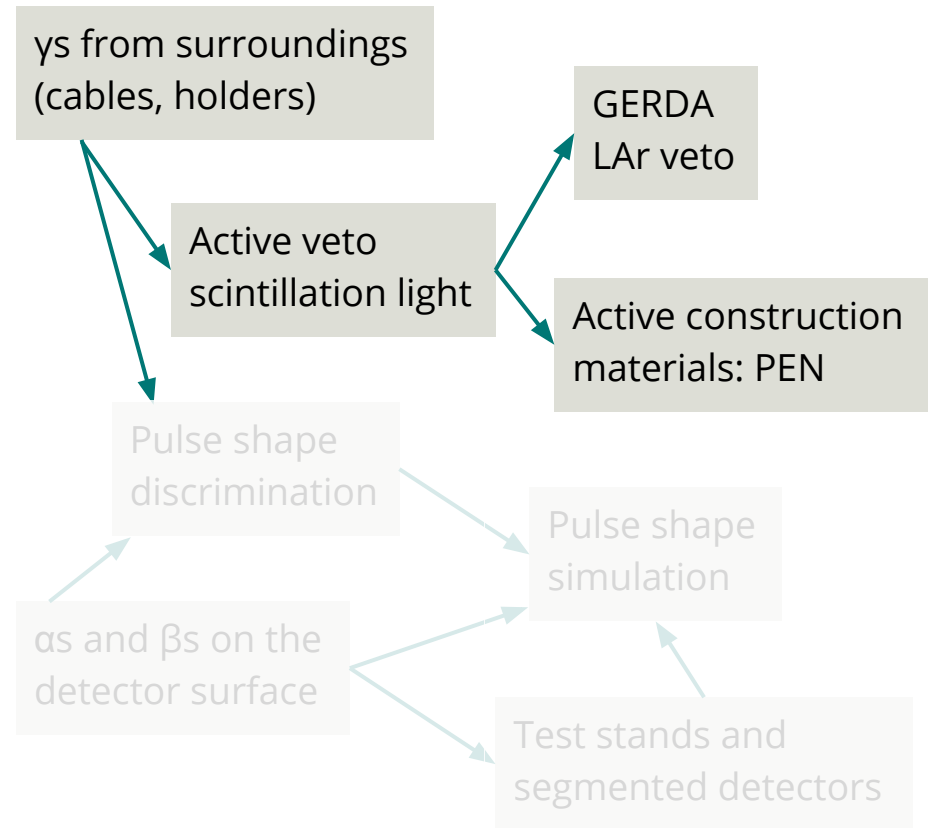 γs from surroundings
(cables, holders)
GERDA
LAr veto
Active veto
scintillation light
Active construction
materials: PEN
Pulse shape
discrimination
Pulse shape
simulation
αs and βs on the
detector surface
Test stands and
segmented detectors